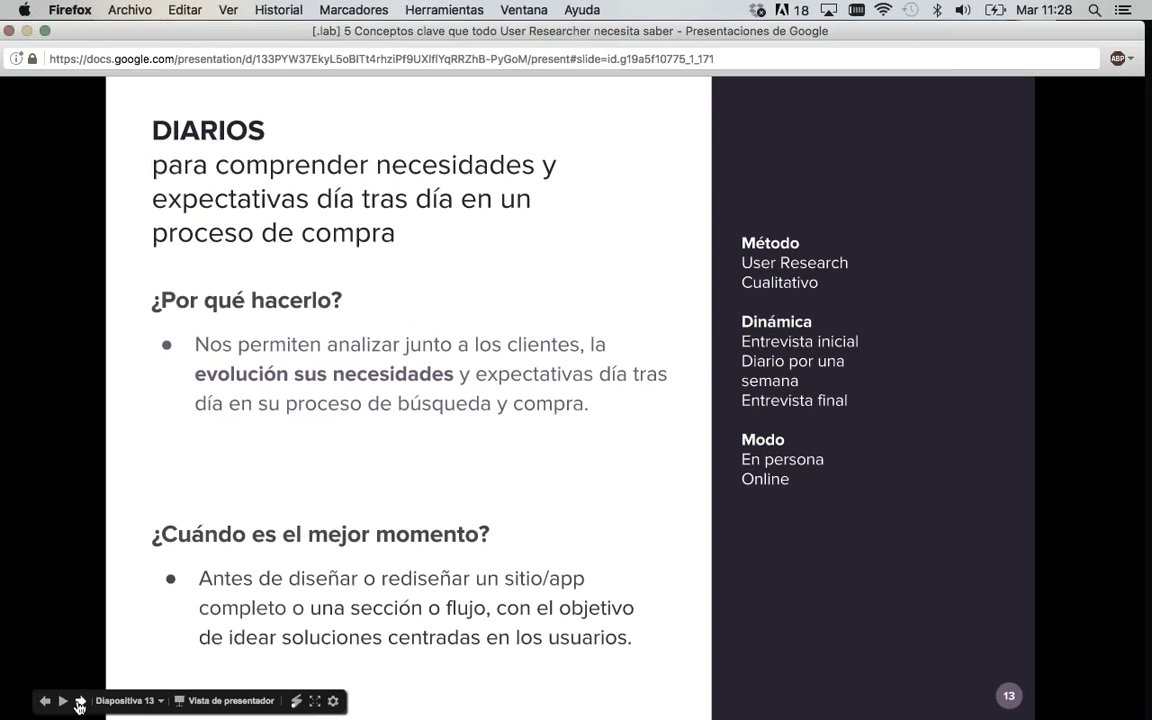 Firefox Archivo Editar Ver Historial Marcadores Herramientas Ventana Ayuda 18 Mar 11:28
[.lab] 5 Conceptos clave que todo User Researcher necesita saber - Presentaciones de Google
https://docs.google.com/presentation/d/133PYW37EkyL5oBITt4rhziPf9UXlflYqRRZhB-PyGoM/present#slide=id.g19a5f10775_1_171
ABP
DIARIOS
para comprender necesidades y
expectativas día tras día en un
proceso de compra
¿Por qué hacerlo?
● Nos permiten analizar junto a los clientes, la
evolución sus necesidades y expectativas día tras
día en su proceso de búsqueda y compra.
¿Cuándo es el mejor momento?
● Antes de diseñar o rediseñar un sitio/app
completo o una sección o flujo, con el objetivo
de idear soluciones centradas en los usuarios.
Método
User Research
Cualitativo
Dinámica
Entrevista inicial
Diario por una
semana
Entrevista final
Modo
En persona
Online
13
Diapositiva 13 Vista de presentador